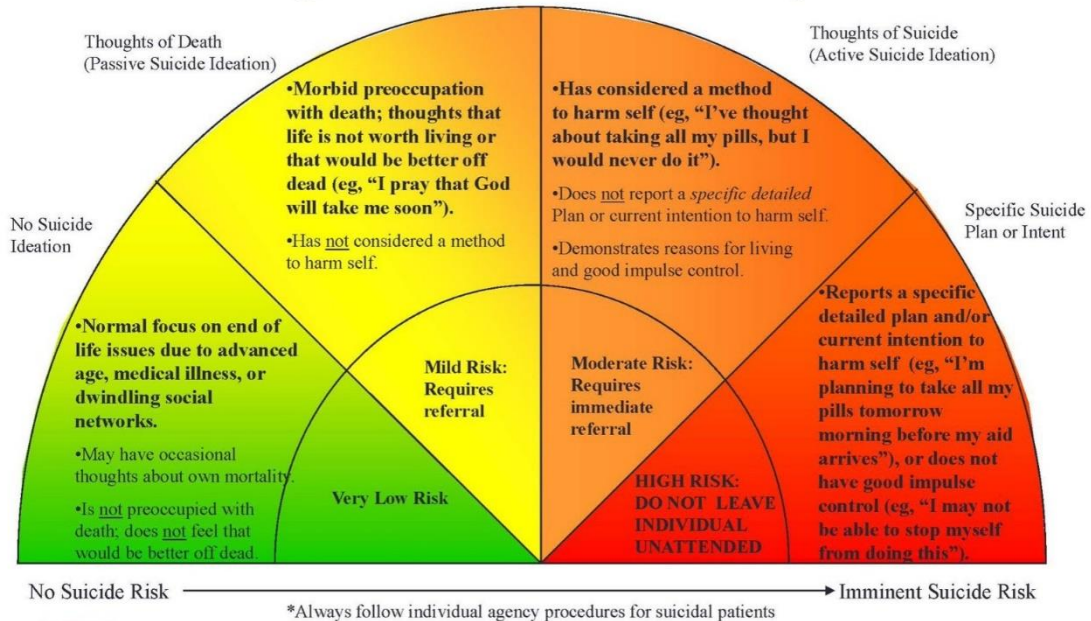 Thoughts of Death
(Passive Suicide Ideation)
Thoughts of Suicide
(Active Suicide Ideation)
No Suicide
Ideation
Specific Suicide
Plan or Intent
•Normal focus on end of
life issues due to advanced
age, medical illness, or
dwindling social
networks.
•May have occasional
thoughts about own mortality.
•Is not preoccupied with
death; does not feel that
would be better off dead.
Very Low Risk
•Morbid preoccupation
with death; thoughts that
life is not worth living or
that would be better off
dead (eg, “I pray that God
will take me soon”).
•Has not considered a method
to harm self.
Mild Risk:
Requires
referral
•Has considered a method
to harm self (eg, “I’ve thought
about taking all my pills, but I
would never do it”).
•Does not report a specific detailed
Plan or current intention to harm self.
•Demonstrates reasons for living
and good impulse control.
Moderate Risk:
Requires
immediate
referral
•Reports a specific
detailed plan and/or
current intention to
harm self (eg, “I’m
planning to take all my
pills tomorrow
morning before my aid
arrives”), or does not
have good impulse
control (eg, “I may not
be able to stop myself
from doing this”).
HIGH RISK:
DO NOT LEAVE
INDIVIDUAL
UNATTENDED
No Suicide Risk
Imminent Suicide Risk
*Always follow individual agency procedures for suicidal patients